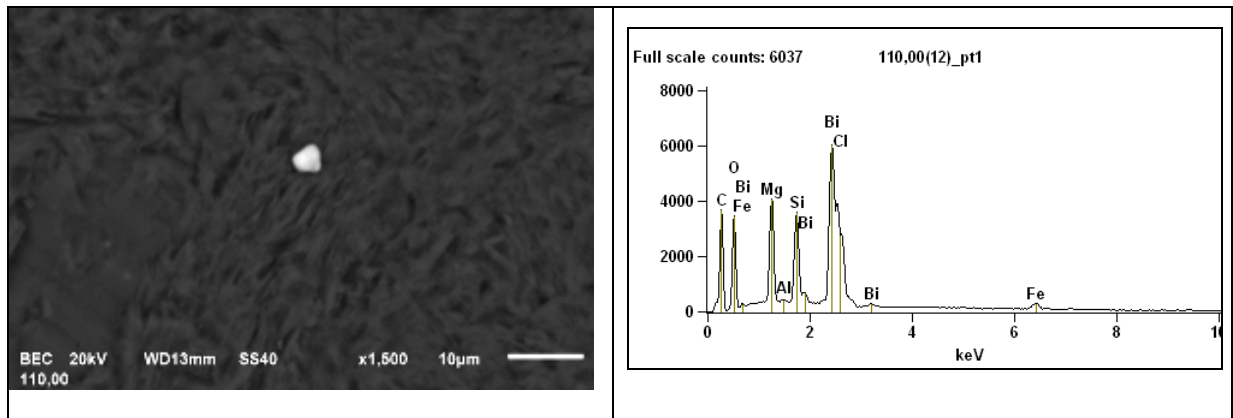 BEC 20kV WD13mm SS40 x1,500 10µm
110,00
Full scale counts: 6037 110,00(12)_pt1
8000
6000
4000
2000
0
C
O
Bi
Fe
Mg
Al
Si
Bi
Bi
Cl
Bi
Fe
0 2 4 6 8 10
keV